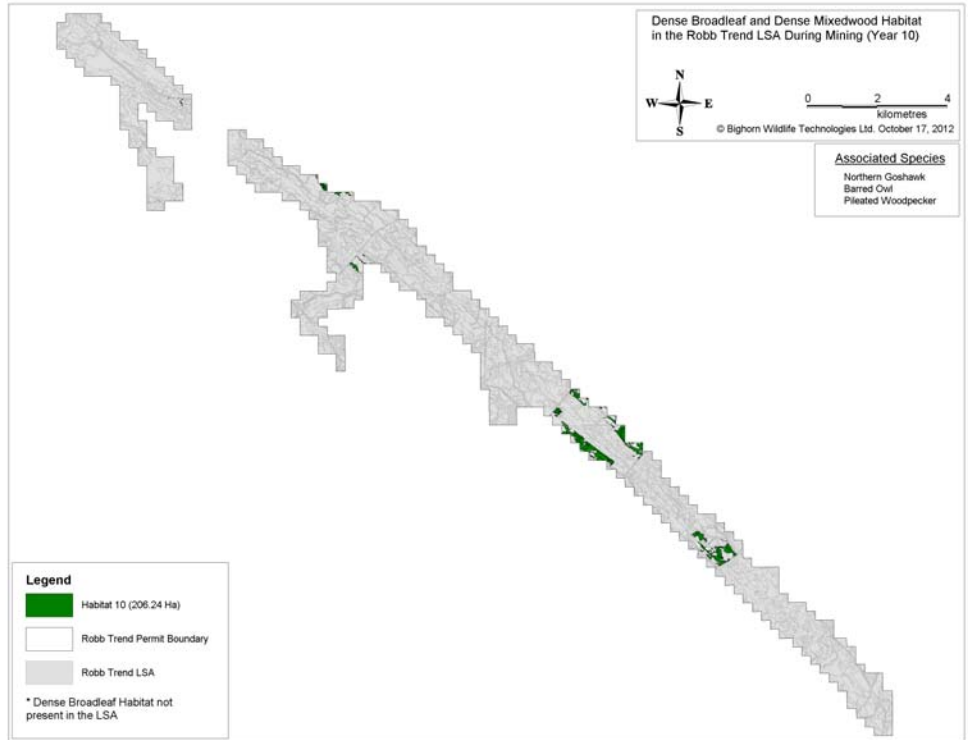 Dense Broadleaf and Dense Mixedwood Habitat
in the Robb Trend LSA During Mining (Year 10)
N
W E
S
0 2 4
kilometres
© Bighorn Wildlife Technologies Ltd. October 17, 2012
Associated Species
Northern Goshawk
Barred Owl
Pileated Woodpecker
Legend
Habitat 10 (206.24 Ha)
Robb Trend Permit Boundary
Robb Trend LSA
* Dense Broadleaf Habitat not
present in the LSA